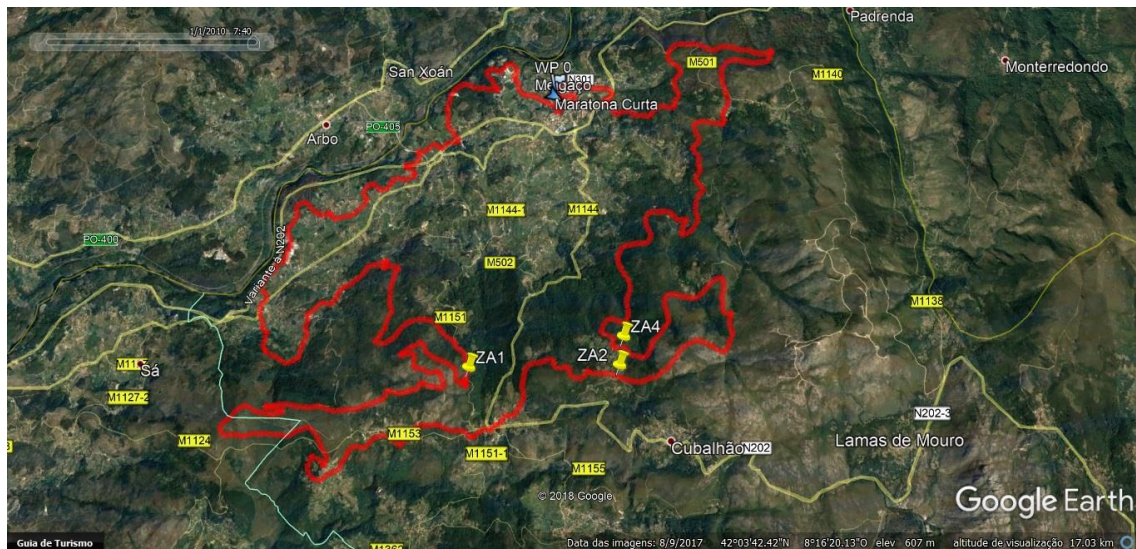 1/1/2010 7:40
Padrenda
San Xoán
M501
M1140
Monterredondo
WP 0
N301
Melgaço
Maratona Curta
Arbo
PO-405
M1144-1
M1144
PO-400
Variante à N202
M502
M1138
M1151
ZA4
ZA1
ZA2
Sá
M1127-2
N202-3
M1124
M1153
Cubalhão
N202
Lamas de Mouro
M1151-1
M1155
© 2018 Google
Google Earth
Guia de Turismo
Data das imagens: 8/9/2017 42°03'42.42"N 8°16'20.13"O elev 607 m altitude de visualização 17.03 km